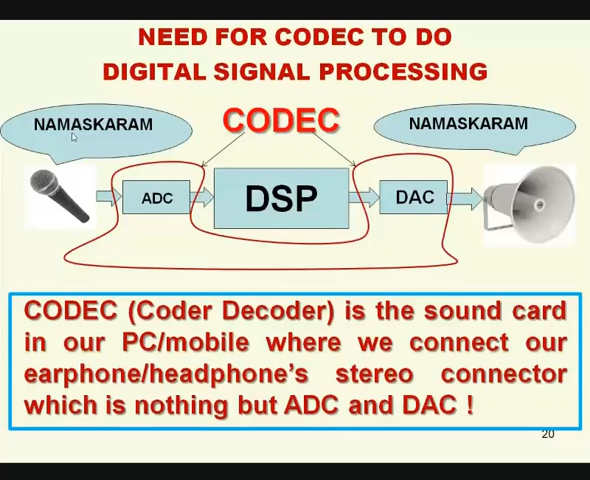 NEED FOR CODEC TO DO
DIGITAL SIGNAL PROCESSING
NAMASKARAM
CODEC
NAMASKARAM
ADC
DSP
DAC
CODEC (Coder Decoder) is the sound card
in our PC/mobile where we connect our
earphone/headphone's stereo connector
which is nothing but ADC and DAC !
20